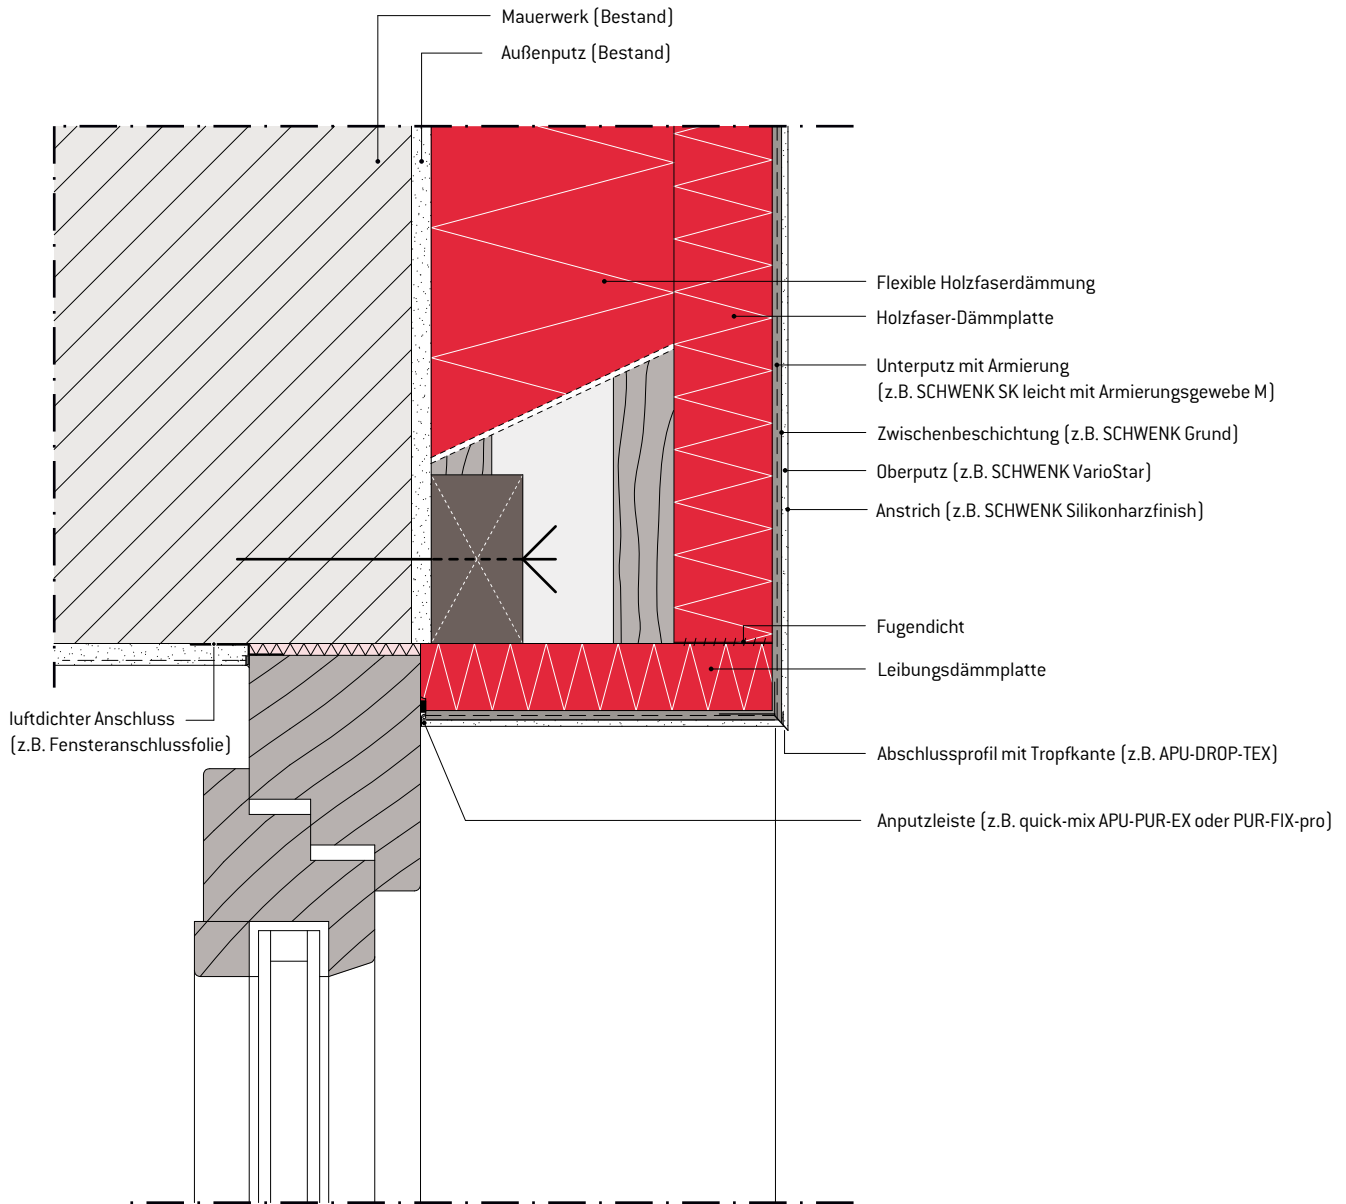 Mauerwerk (Bestand)
Außenputz (Bestand)
Flexible Holzfaserdämmung
Holzfaser-Dämmplatte
Unterputz mit Armierung
(z.B. SCHWENK SK leicht mit Armierungsgewebe M)
Zwischenbeschichtung (z.B. SCHWENK Grund)
Oberputz (z.B. SCHWENK VarioStar)
Anstrich (z.B. SCHWENK Silikonharzfinish)
Fugendicht
Leibungsdämmplatte
luftdichter Anschluss
(z.B. Fensteranschlussfolie)
Abschlussprofil mit Tropfkante (z.B. APU-DROP-TEX)
Anputzleiste (z.B. quick-mix APU-PUR-EX oder PUR-FIX-pro)